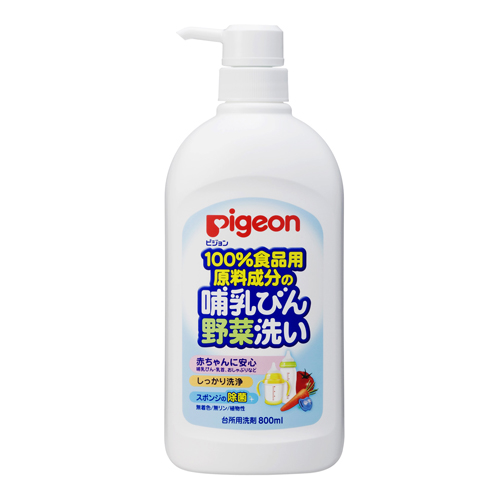 Pigeon
ピジョン
100%食品用
原料成分の
哺乳びん
野菜洗い
赤ちゃんに安心
哺乳びん・乳首、おしゃぶりなど
しっかり洗浄
スポンジの除菌も
無着色/無リン/植物性
台所用洗剤 800ml